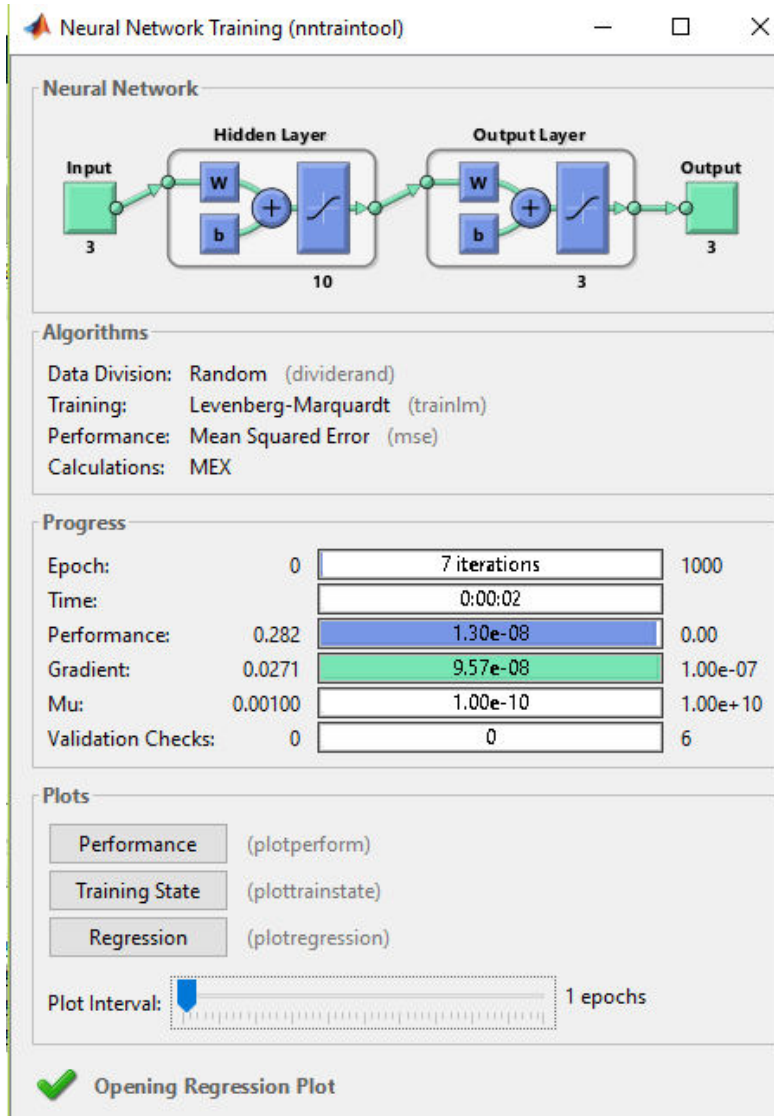 Neural Network Training (nntraintool)
Neural Network
Hidden Layer Output Layer
Input Output
W W
+ +
b b
3 3
10 3
Algorithms
Data Division: Random (dividerand)
Training: Levenberg-Marquardt (trainlm)
Performance: Mean Squared Error (mse)
Calculations: MEX
Progress
Epoch: 0 7 iterations 1000
Time: 0:00:02
Performance: 0.282 1.30e-08 0.00
Gradient: 0.0271 9.57e-08 1.00e-07
Mu: 0.00100 1.00e-10 1.00e+10
Validation Checks: 0 0 6
Plots
Performance (plotperform)
Training State (plottrainstate)
Regression (plotregression)
Plot Interval: 1 epochs
Opening Regression Plot